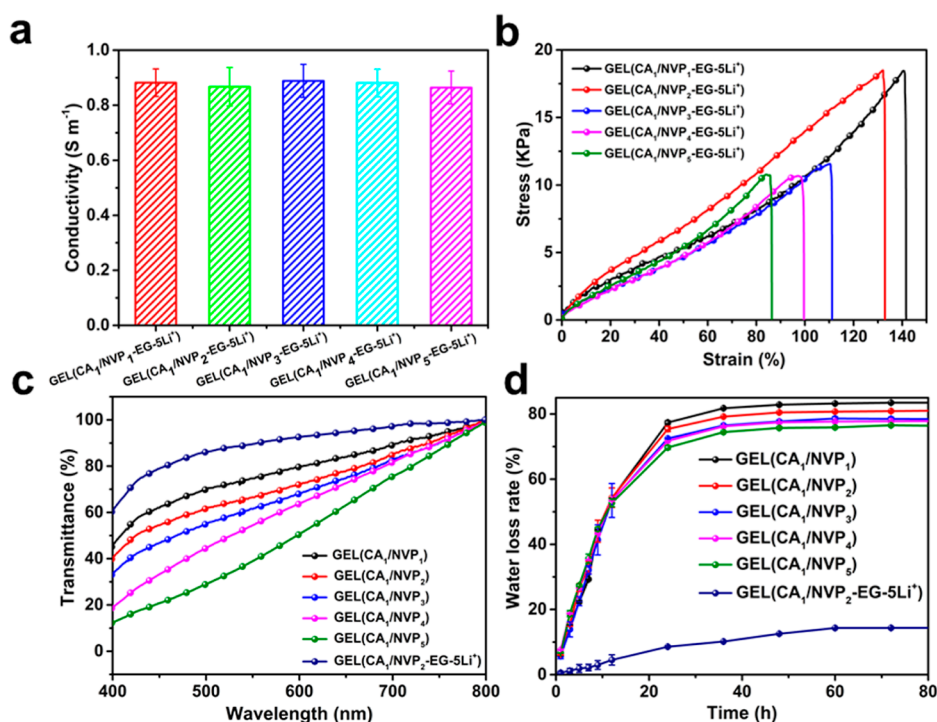 a
Conductivity (S m⁻¹)
1.0
0.8
0.6
0.4
0.2
0.0
GEL(CA₁/NVP₁-EG-5Li⁺)
GEL(CA₁/NVP₂-EG-5Li⁺)
GEL(CA₁/NVP₃-EG-5Li⁺)
GEL(CA₁/NVP₄-EG-5Li⁺)
GEL(CA₁/NVP₅-EG-5Li⁺)
b
Stress (KPa)
20
15
10
5
0
GEL(CA₁/NVP₁-EG-5Li⁺)
GEL(CA₁/NVP₂-EG-5Li⁺)
GEL(CA₁/NVP₃-EG-5Li⁺)
GEL(CA₁/NVP₄-EG-5Li⁺)
GEL(CA₁/NVP₅-EG-5Li⁺)
0 20 40 60 80 100 120 140
Strain (%)
c
Transmittance (%)
100
80
60
40
20
0
GEL(CA₁/NVP₁)
GEL(CA₁/NVP₂)
GEL(CA₁/NVP₃)
GEL(CA₁/NVP₄)
GEL(CA₁/NVP₅)
GEL(CA₁/NVP₂-EG-5Li⁺)
400 500 600 700 800
Wavelength (nm)
d
Water loss rate (%)
80
60
40
20
0
GEL(CA₁/NVP₁)
GEL(CA₁/NVP₂)
GEL(CA₁/NVP₃)
GEL(CA₁/NVP₄)
GEL(CA₁/NVP₅)
GEL(CA₁/NVP₂-EG-5Li⁺)
0 20 40 60 80
Time (h)